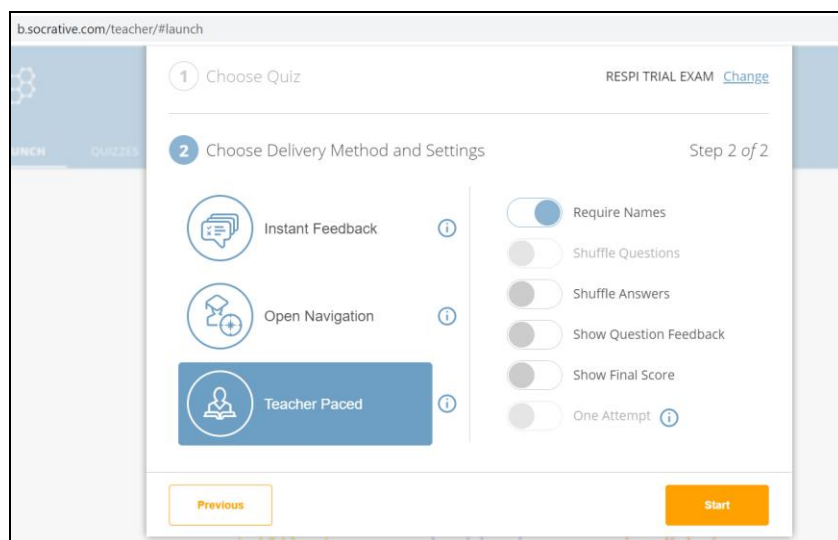 b.socrative.com/teacher/#launch
1 Choose Quiz RESPI TRIAL EXAM Change
2 Choose Delivery Method and Settings Step 2 of 2
UNCH QUIZZES
Instant Feedback
Open Navigation
Teacher Paced
Require Names
Shuffle Questions
Shuffle Answers
Show Question Feedback
Show Final Score
One Attempt
Previous Start